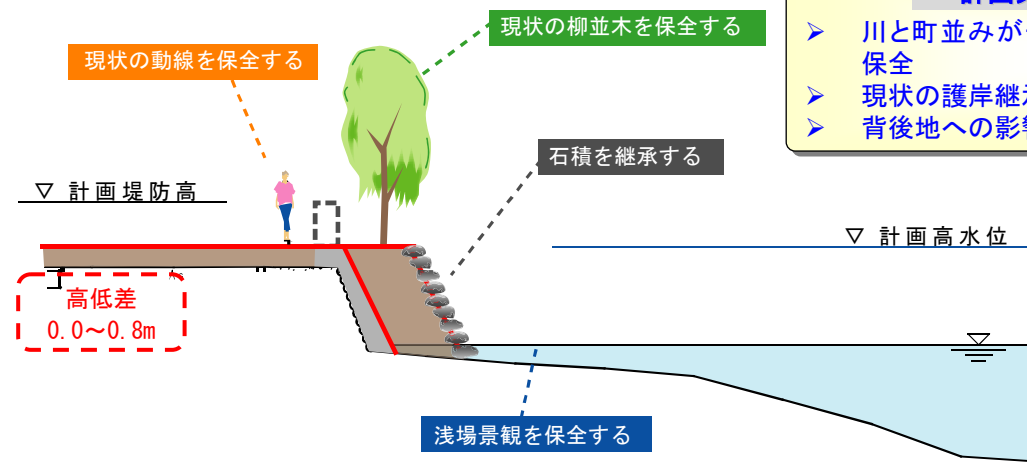 川と町並みが
保全
現状の護岸継
背後地への影
現状の柳並木を保全する
現状の動線を保全する
石積を継承する
▽ 計画堤防高
▽ 計画高水位
高低差
0.0～0.8m
浅場景観を保全する